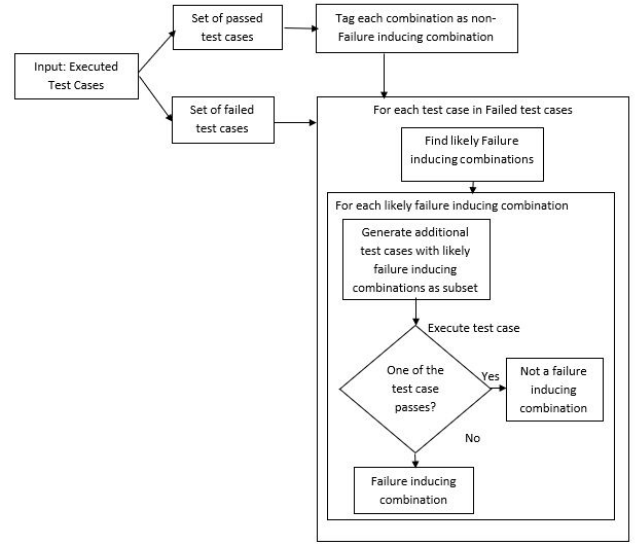 Set of passed
test cases
Tag each combination as non-
Failure inducing combination
Input: Executed
Test Cases
Set of failed
test cases
For each test case in Failed test cases
Find likely Failure
inducing combinations
For each likely failure inducing combination
Generate additional
test cases with likely
failure inducing
combinations as subset
Execute test case
One of the
test case
passes?
Yes
Not a failure
inducing
combination
No
Failure inducing
combination